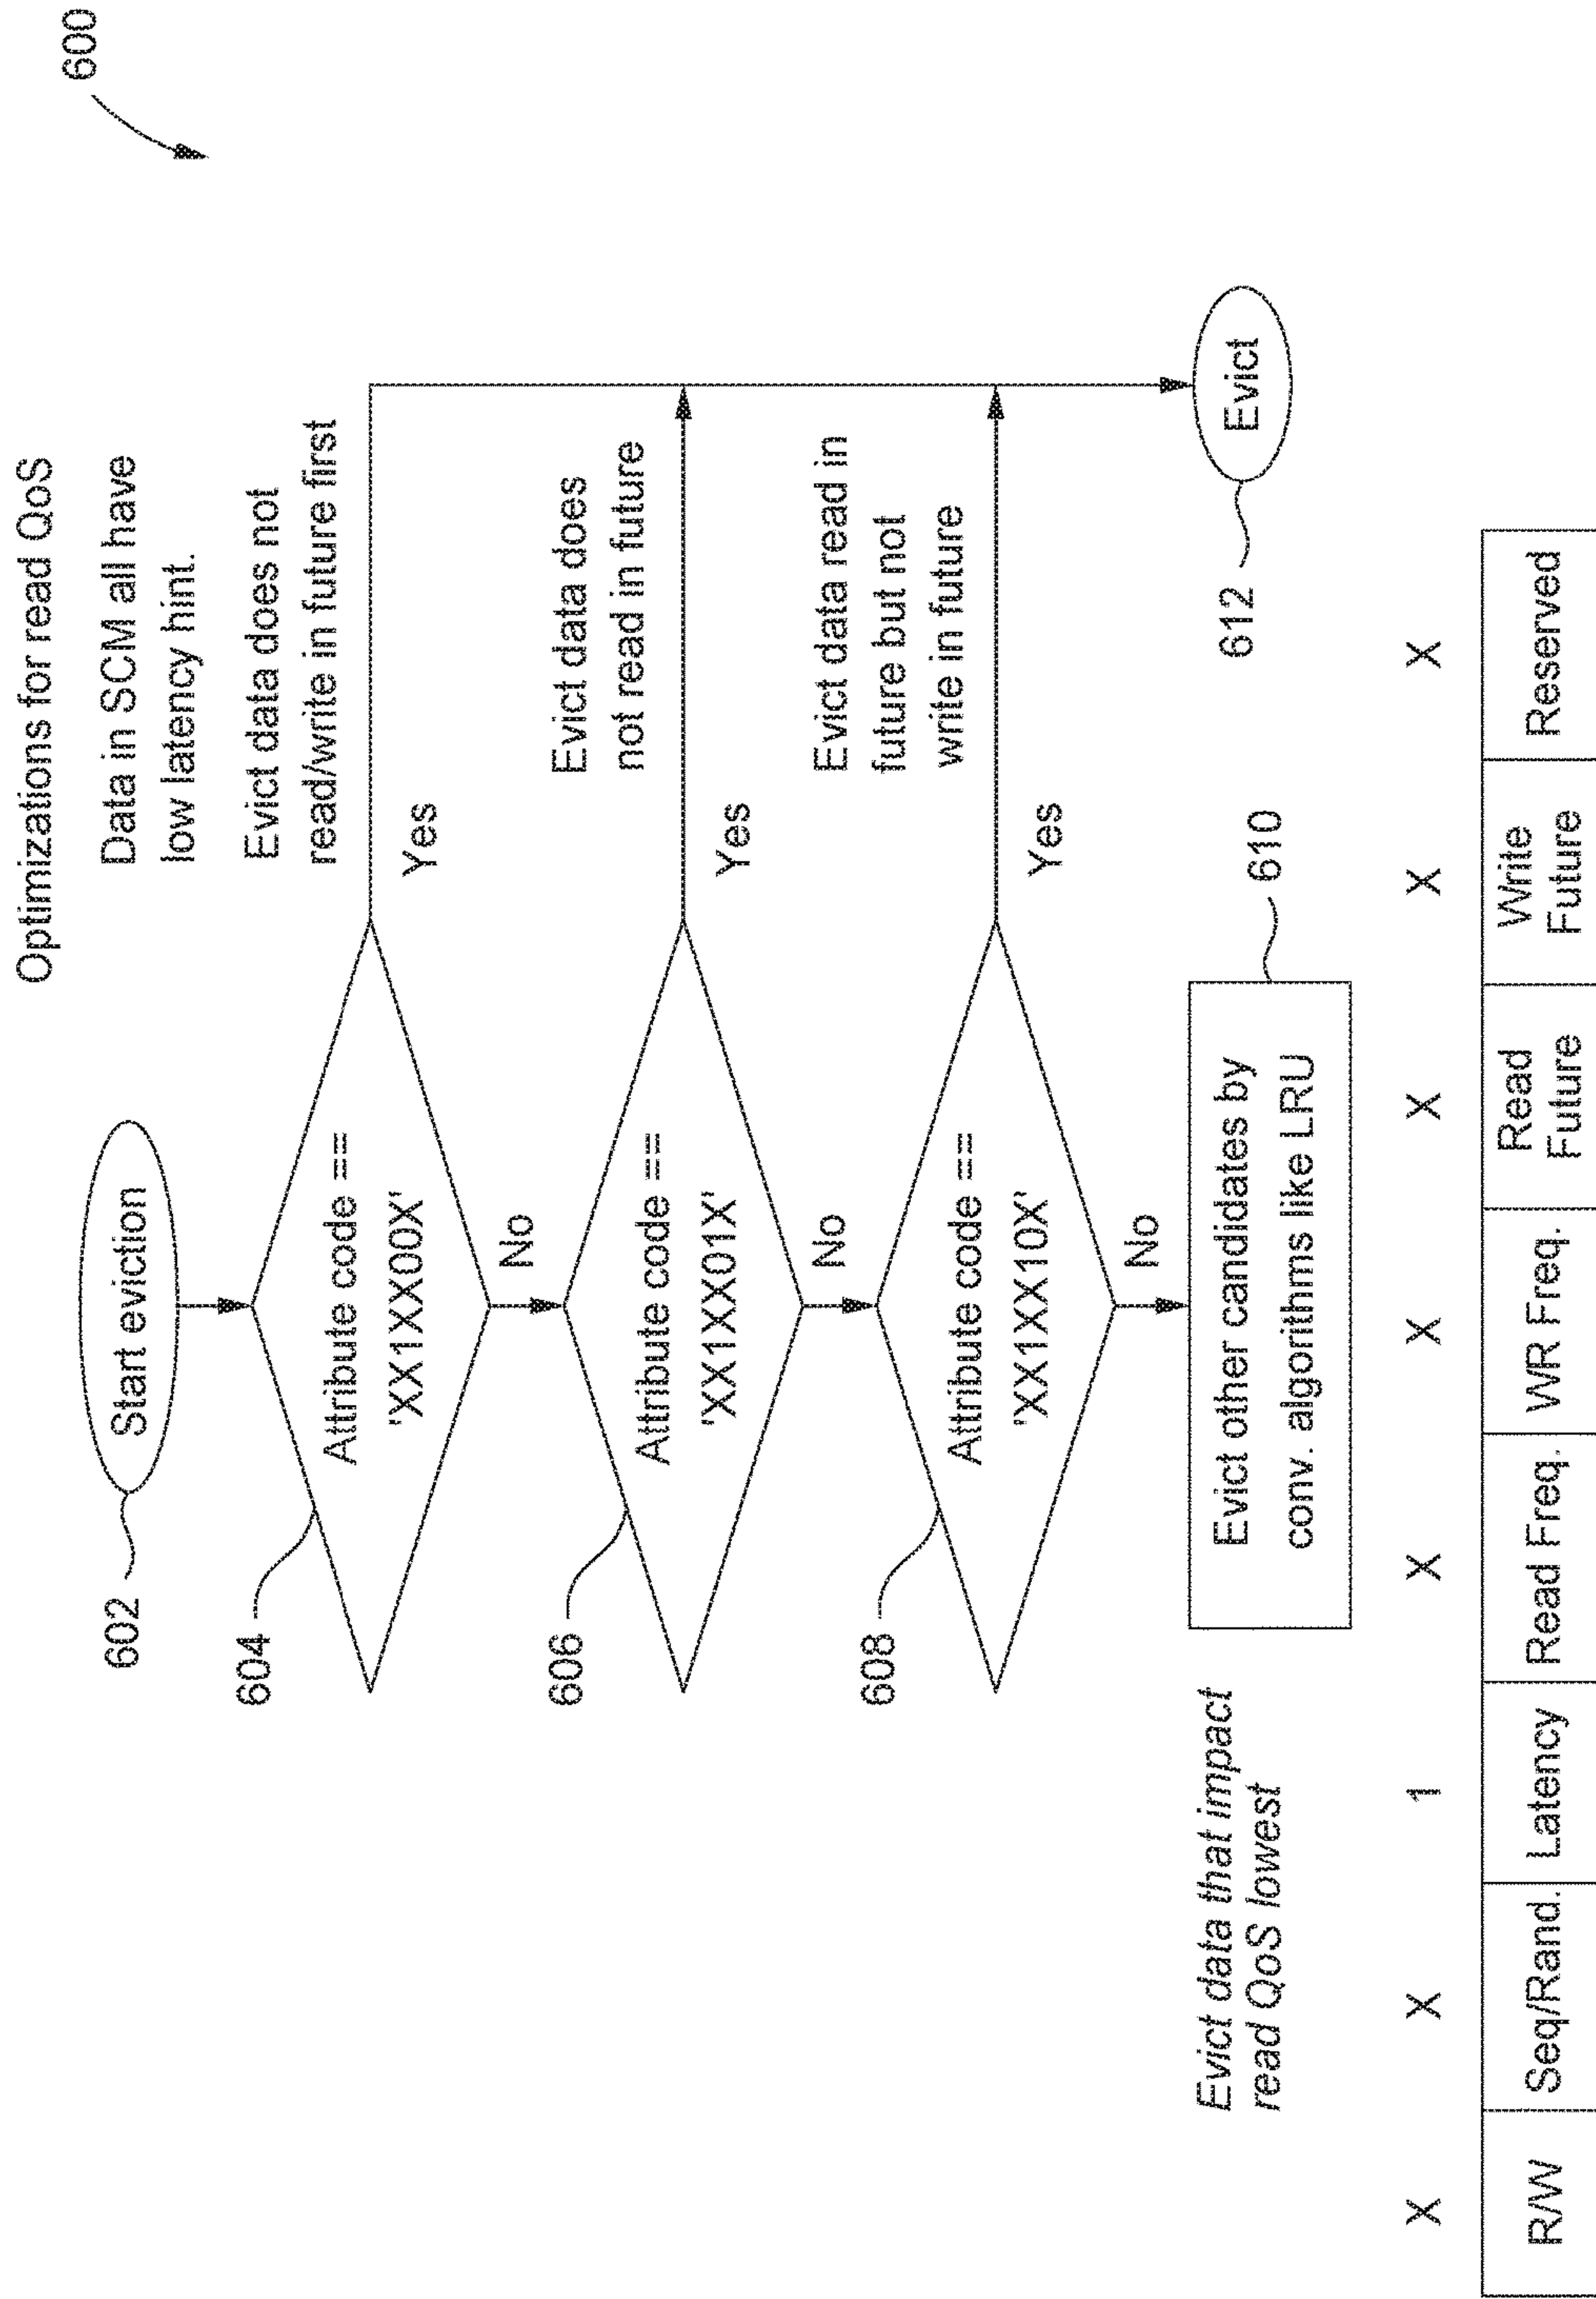 600
Optimizations for read QoS
Data in SCM all have
low latency hint.
602
Start eviction
Evict data does not
read/write in future first
604
Attribute code ==
'XX1XX00X'
Yes
No
Evict data does
not read in future
606
Attribute code ==
'XX1XX01X'
Yes
No
Evict data read in
future but not
write in future
608
Attribute code ==
'XX1XX10X'
Yes
No
Evict data that impact
read QoS lowest
Evict other candidates by
conv. algorithms like LRU
610
612
Evict
X X 1 X X X X X
R/W Seq/Rand. Latency Read Freq. WR Freq. Read Future Write Future Reserved